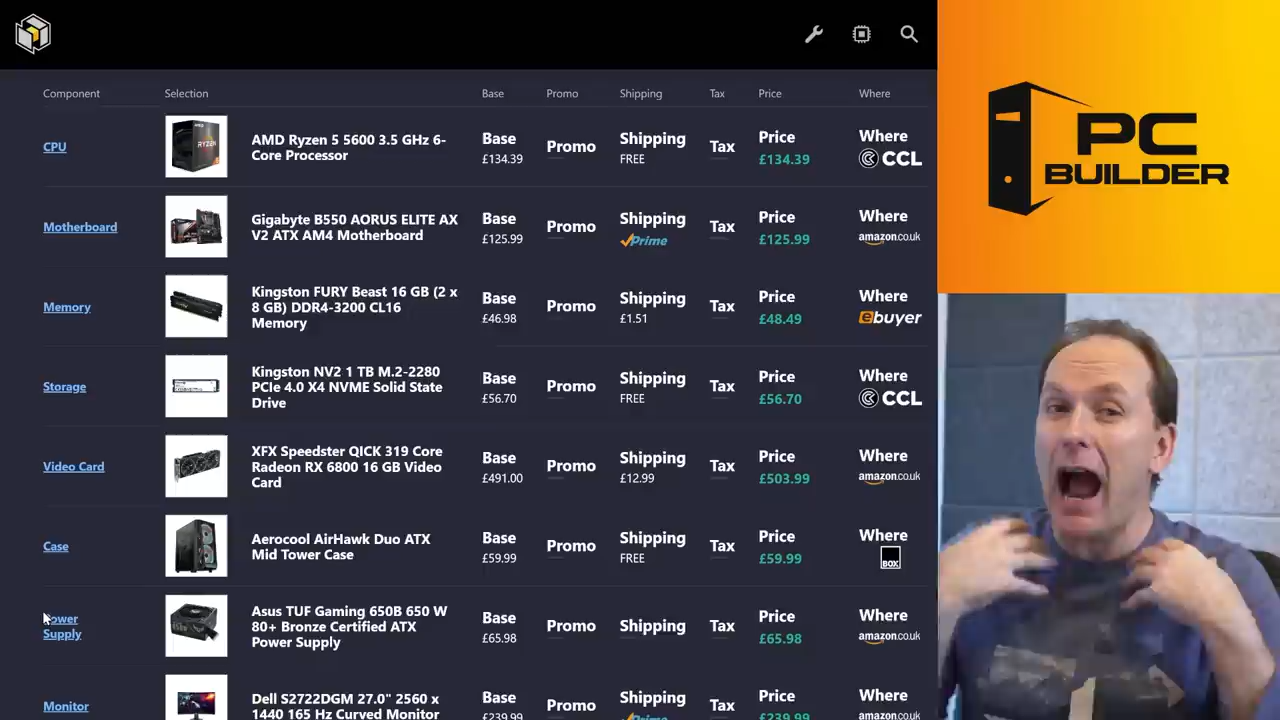 Component Selection Base Promo Shipping Tax Price Where
CPU
AMD Ryzen 5 5600 3.5 GHz 6-
Core Processor
Base
£134.39
Promo
Shipping
FREE
Tax
Price
£134.39
Where
CCL
Motherboard
Gigabyte B550 AORUS ELITE AX
V2 ATX AM4 Motherboard
Base
£125.99
Promo
Shipping
Prime
Tax
Price
£125.99
Where
amazon.co.uk
Memory
Kingston FURY Beast 16 GB (2 x
8 GB) DDR4-3200 CL16
Memory
Base
£46.98
Promo
Shipping
£1.51
Tax
Price
£48.49
Where
ebuyer
Storage
Kingston NV2 1 TB M.2-2280
PCIe 4.0 X4 NVME Solid State
Drive
Base
£56.70
Promo
Shipping
FREE
Tax
Price
£56.70
Where
CCL
Video Card
XFX Speedster QICK 319 Core
Radeon RX 6800 16 GB Video
Card
Base
£491.00
Promo
Shipping
£12.99
Tax
Price
£503.99
Where
amazon.co.uk
Case
Aerocool AirHawk Duo ATX
Mid Tower Case
Base
£59.99
Promo
Shipping
FREE
Tax
Price
£59.99
Where
BOX
Power
Supply
Asus TUF Gaming 650B 650 W
80+ Bronze Certified ATX
Power Supply
Base
£65.98
Promo
Shipping
Tax
Price
£65.98
Where
amazon.co.uk
Monitor
Dell S2722DGM 27.0" 2560 x
1440 165 Hz Curved Monitor
Base
£239.99
Promo
Shipping
Prime
Tax
Price
£239.99
Where
PC
BUILDER
RYZEN